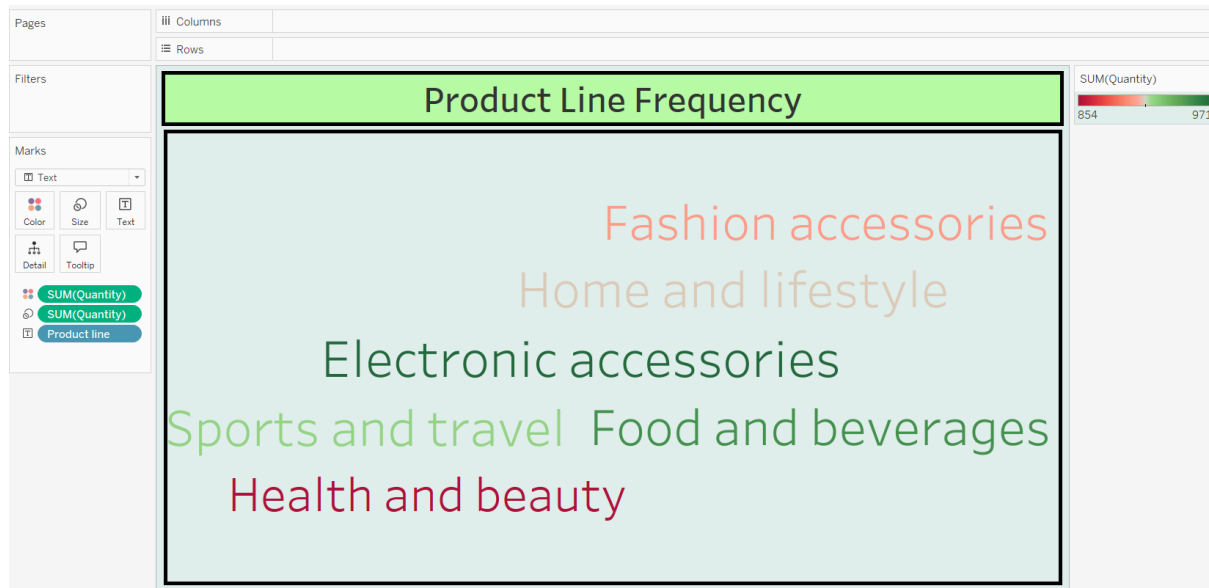 Pages
Columns
Rows
Filters
Product Line Frequency
SUM(Quantity)
854 971
Marks
Text
Color Size Text
Detail Tooltip
SUM(Quantity)
SUM(Quantity)
Product line
Fashion accessories
Home and lifestyle
Electronic accessories
Sports and travel Food and beverages
Health and beauty